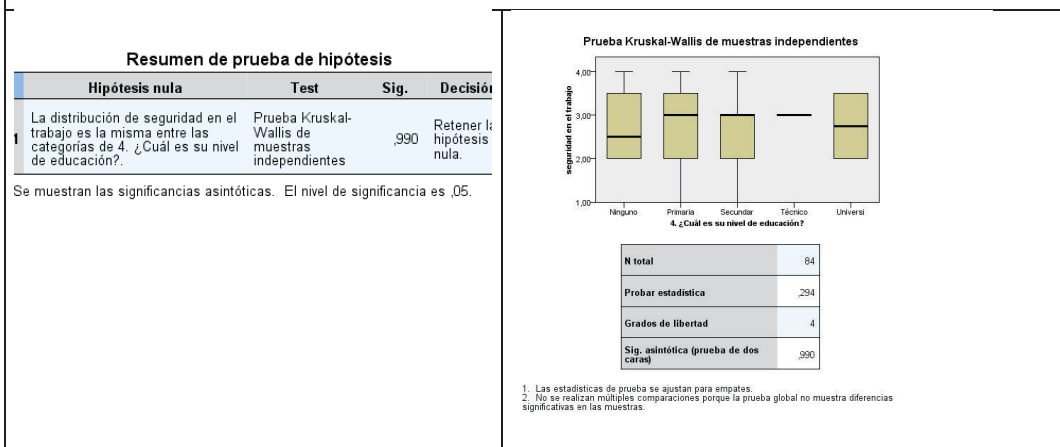 Resumen de prueba de hipótesis
Hipótesis nula Test Sig. Decisión
1 La distribución de seguridad en el trabajo es la misma entre las categorías de 4. ¿Cuál es su nivel de educación?. Prueba Kruskal-Wallis de muestras independientes ,990 Retener la hipótesis nula.
Se muestran las significancias asintóticas. El nivel de significancia es ,05.
Prueba Kruskal-Wallis de muestras independientes
seguridad en el trabajo
4,00
3,00
2,00
1,00
Ninguno Primaria Secundar Técnico Universi
4. ¿Cuál es su nivel de educación?
N total 84
Probar estadística ,294
Grados de libertad 4
Sig. asintótica (prueba de dos caras) ,990
1. Las estadísticas de prueba se ajustan para empates.
2. No se realizan múltiples comparaciones porque la prueba global no muestra diferencias
significativas en las muestras.